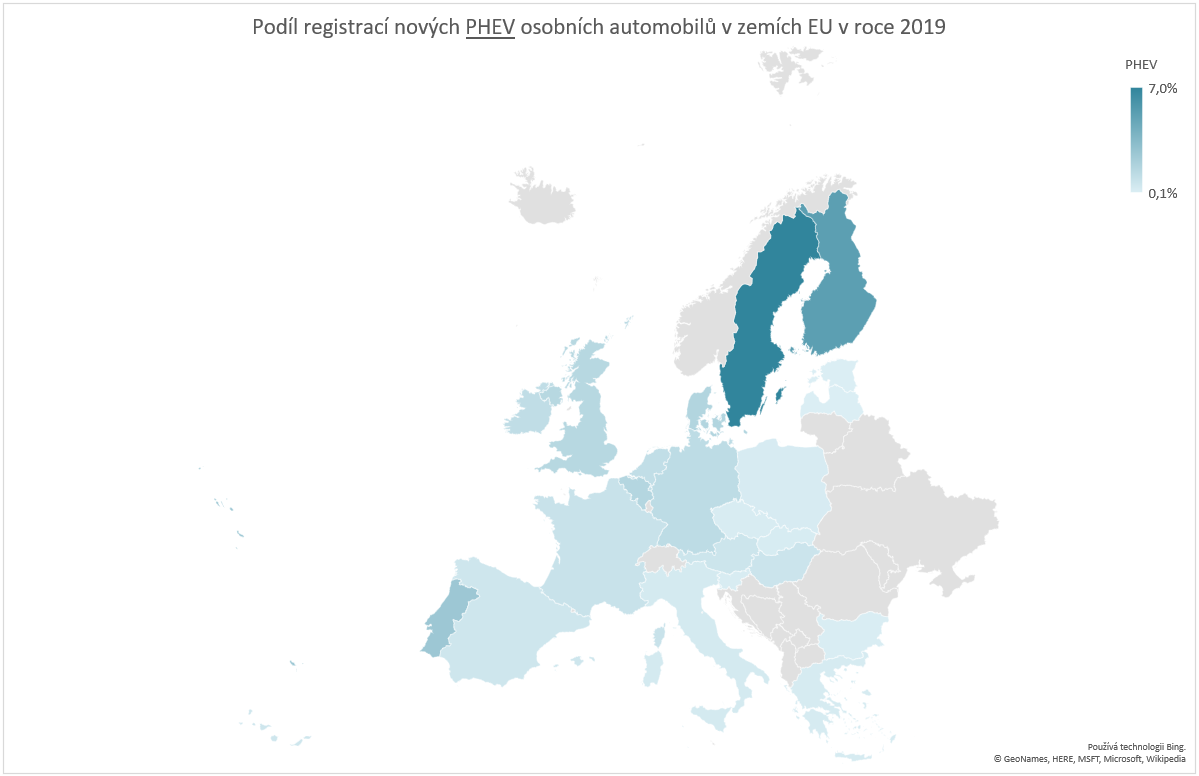 Podíl registrací nových PHEV osobních automobilů v zemích EU v roce 2019
PHEV
7,0%
0,1%
Používá technologii Bing.
© GeoNames, HERE, MSFT, Microsoft, Wikipedia